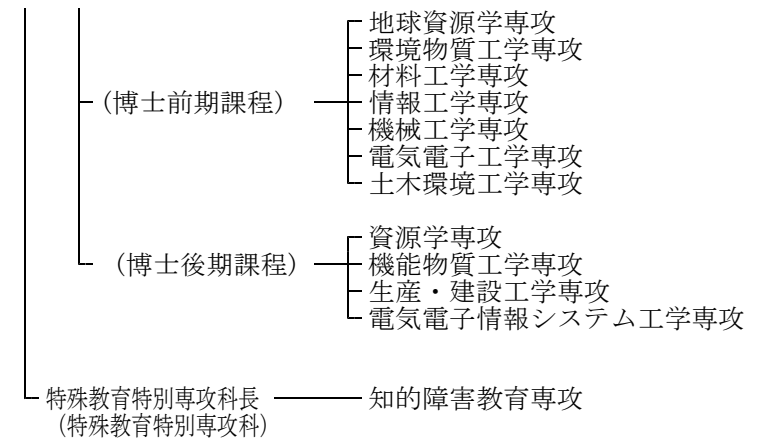 地球資源学専攻
環境物質工学専攻
材料工学専攻
(博士前期課程) 情報工学専攻
機械工学専攻
電気電子工学専攻
土木環境工学専攻
資源学専攻
(博士後期課程) 機能物質工学専攻
生産・建設工学専攻
電気電子情報システム工学専攻
特殊教育特別専攻科長 知的障害教育専攻
(特殊教育特別専攻科)